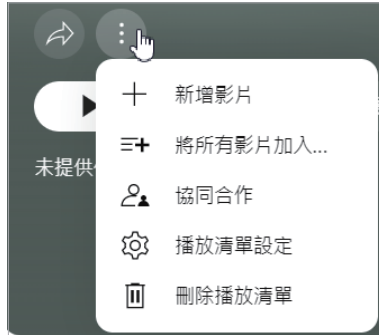 新增影片
將所有影片加入...
未提供
協同合作
播放清單設定
刪除播放清單